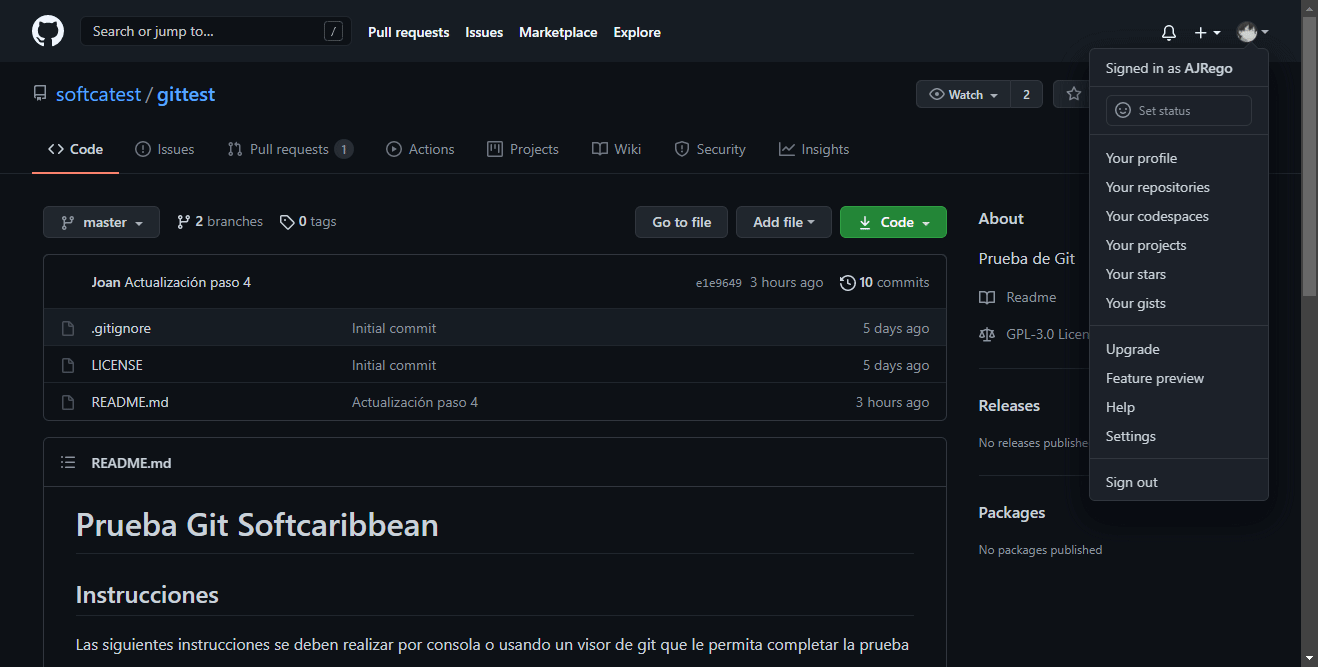 Search or jump to... /
Pull requests Issues Marketplace Explore
Signed in as AJRego
Set status
Your profile
Your repositories
Your codespaces
Your projects
Your stars
Your gists
Upgrade
Feature preview
Help
Settings
Sign out
softcatest / gittest
Watch 2
Code Issues Pull requests 1 Actions Projects Wiki Security Insights
master 2 branches 0 tags
Go to file Add file Code
Joan Actualización paso 4 e1e9649 3 hours ago 10 commits
.gitignore Initial commit 5 days ago
LICENSE Initial commit 5 days ago
README.md Actualización paso 4 3 hours ago
README.md
Prueba Git Softcaribbean
Instrucciones
Las siguientes instrucciones se deben realizar por consola o usando un visor de git que le permita completar la prueba
About
Prueba de Git
Readme
GPL-3.0 Licen
Releases
No releases publishe
Packages
No packages published